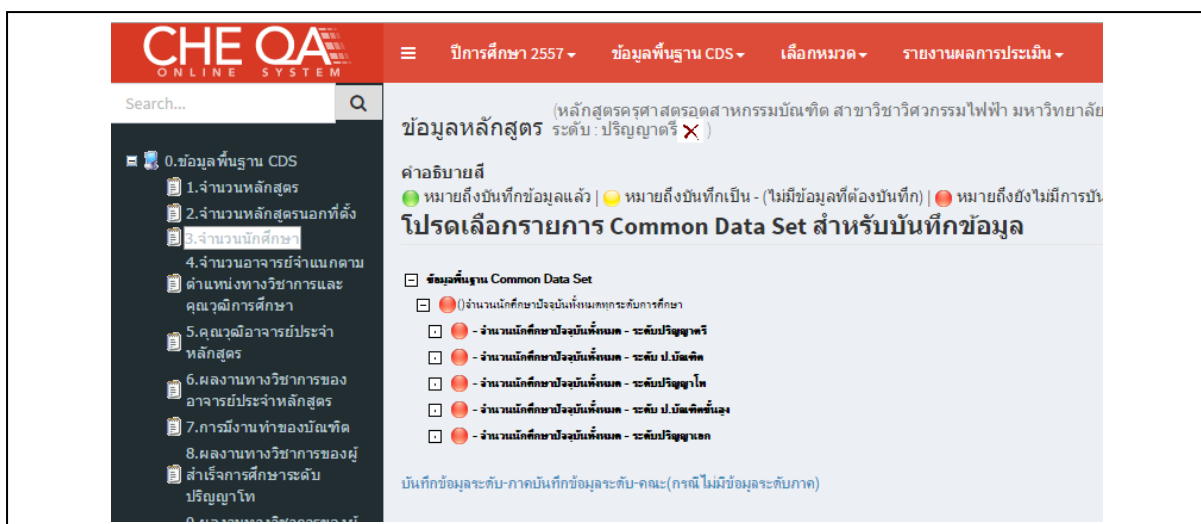 CHE QA
ONLINE SYSTEM
≡ ปีการศึกษา 2557 ข้อมูลพื้นฐาน CDS เลือกหมวด รายงานผลการประเมิน
Search...
0.ข้อมูลพื้นฐาน CDS
1.จำนวนหลักสูตร
2.จำนวนหลักสูตรนอกที่ตั้ง
3.จำนวนนักศึกษา
4.จำนวนอาจารย์จำแนกตาม
ตำแหน่งทางวิชาการและ
คุณวุฒิการศึกษา
5.คุณวุฒิอาจารย์ประจำ
หลักสูตร
6.ผลงานทางวิชาการของ
อาจารย์ประจำหลักสูตร
7.การมีงานทำของบัณฑิต
8.ผลงานทางวิชาการของผู้
สำเร็จการศึกษาระดับ
ปริญญาโท
ข้อมูลหลักสูตร (หลักสูตรครุศาสตรอุตสาหกรรมบัณฑิต สาขาวิชาวิศวกรรมไฟฟ้า มหาวิทยาลัย
ระดับ : ปริญญาตรี )
คำอธิบายสี
หมายถึงบันทึกข้อมูลแล้ว | หมายถึงบันทึกเป็น - (ไม่มีข้อมูลที่ต้องบันทึก) | หมายถึงยังไม่มีการบัน
โปรดเลือกรายการ Common Data Set สำหรับบันทึกข้อมูล
ข้อมูลพื้นฐาน Common Data Set
()จำนวนนักศึกษาปัจจุบันทั้งหมดทุกระดับการศึกษา
- จำนวนนักศึกษาปัจจุบันทั้งหมด - ระดับปริญญาตรี
- จำนวนนักศึกษาปัจจุบันทั้งหมด - ระดับ ป.บัณฑิต
- จำนวนนักศึกษาปัจจุบันทั้งหมด - ระดับปริญญาโท
- จำนวนนักศึกษาปัจจุบันทั้งหมด - ระดับ ป.บัณฑิตชั้นสูง
- จำนวนนักศึกษาปัจจุบันทั้งหมด - ระดับปริญญาเอก
บันทึกข้อมูลระดับ-ภาคบันทึกข้อมูลระดับ-คณะ(กรณีไม่มีข้อมูลระดับภาค)